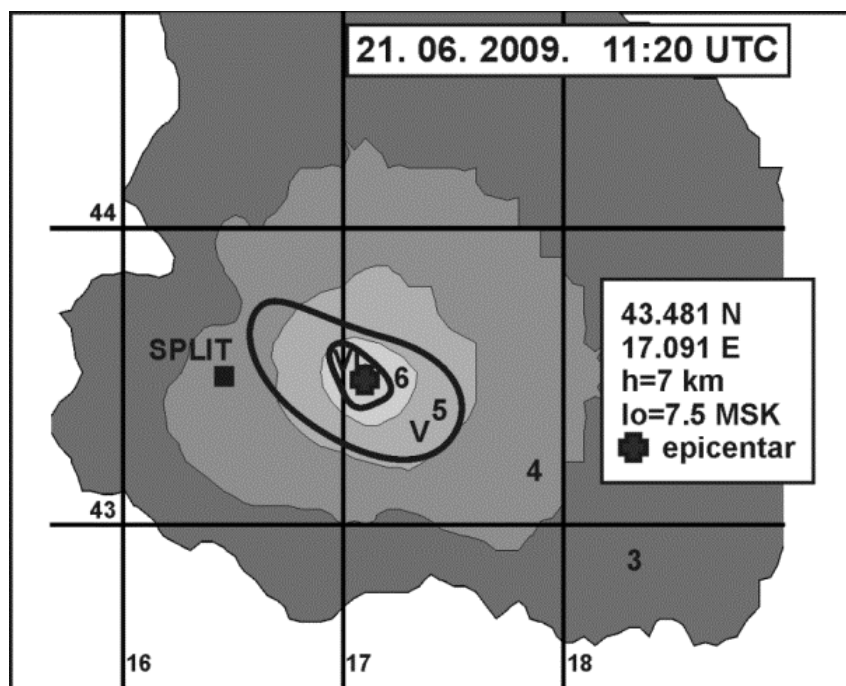 21. 06. 2009. 11:20 UTC
44
43.481 N
17.091 E
h=7 km
Io=7.5 MSK
epicentar
SPLIT
VI
6
5
V
4
43
3
16
17
18